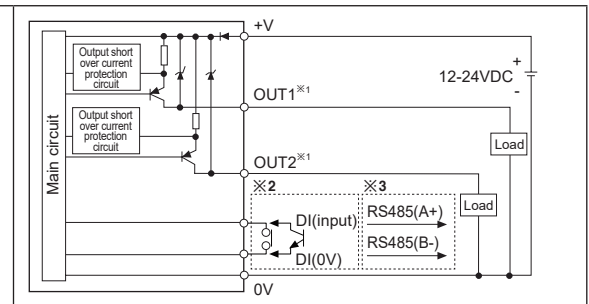 +V
Output short
over current
protection
circuit
12-24VDC
+
-
OUT1※1
Output short
over current
protection
circuit
Main circuit
Load
OUT2※1
※2
※3
Load
DI(input)
RS485(A+)
RS485(B-)
DI(0V)
0V